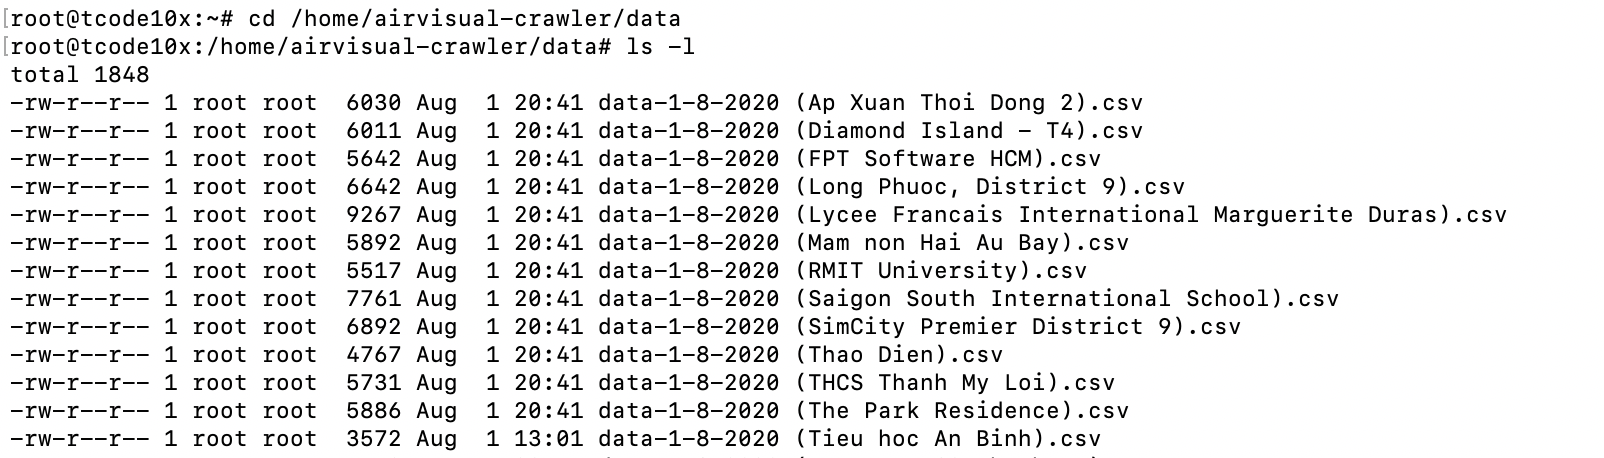 [root@tcode10x:~# cd /home/airvisual-crawler/data
[root@tcode10x:/home/airvisual-crawler/data# ls -l
total 1848
-rw-r--r-- 1 root root  6030 Aug  1 20:41 data-1-8-2020 (Ap Xuan Thoi Dong 2).csv
-rw-r--r-- 1 root root  6011 Aug  1 20:41 data-1-8-2020 (Diamond Island - T4).csv
-rw-r--r-- 1 root root  5642 Aug  1 20:41 data-1-8-2020 (FPT Software HCM).csv
-rw-r--r-- 1 root root  6642 Aug  1 20:41 data-1-8-2020 (Long Phuoc, District 9).csv
-rw-r--r-- 1 root root  9267 Aug  1 20:41 data-1-8-2020 (Lycee Francais International Marguerite Duras).csv
-rw-r--r-- 1 root root  5892 Aug  1 20:41 data-1-8-2020 (Mam non Hai Au Bay).csv
-rw-r--r-- 1 root root  5517 Aug  1 20:41 data-1-8-2020 (RMIT University).csv
-rw-r--r-- 1 root root  7761 Aug  1 20:41 data-1-8-2020 (Saigon South International School).csv
-rw-r--r-- 1 root root  6892 Aug  1 20:41 data-1-8-2020 (SimCity Premier District 9).csv
-rw-r--r-- 1 root root  4767 Aug  1 20:41 data-1-8-2020 (Thao Dien).csv
-rw-r--r-- 1 root root  5731 Aug  1 20:41 data-1-8-2020 (THCS Thanh My Loi).csv
-rw-r--r-- 1 root root  5886 Aug  1 20:41 data-1-8-2020 (The Park Residence).csv
-rw-r--r-- 1 root root  3572 Aug  1 13:01 data-1-8-2020 (Tieu hoc An Binh).csv